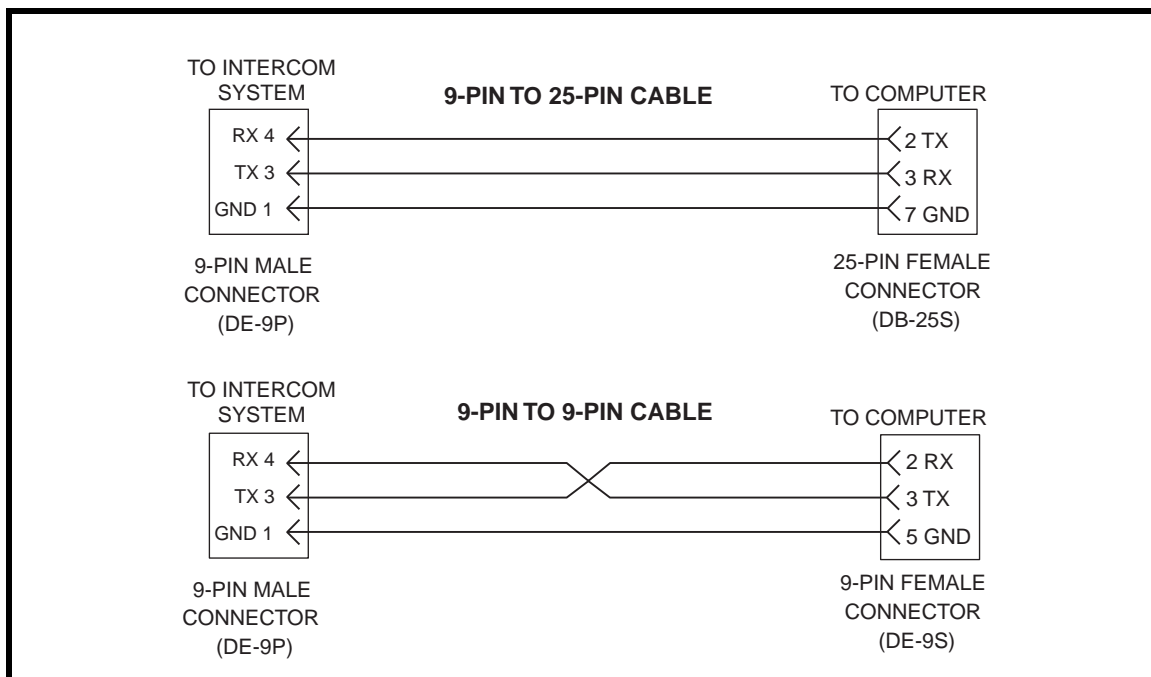 TO INTERCOM
SYSTEM
9-PIN TO 25-PIN CABLE
TO COMPUTER
RX 4
2 TX
TX 3
3 RX
GND 1
7 GND
9-PIN MALE
CONNECTOR
(DE-9P)
25-PIN FEMALE
CONNECTOR
(DB-25S)
TO INTERCOM
SYSTEM
9-PIN TO 9-PIN CABLE
TO COMPUTER
RX 4
2 RX
TX 3
3 TX
GND 1
5 GND
9-PIN MALE
CONNECTOR
(DE-9P)
9-PIN FEMALE
CONNECTOR
(DE-9S)